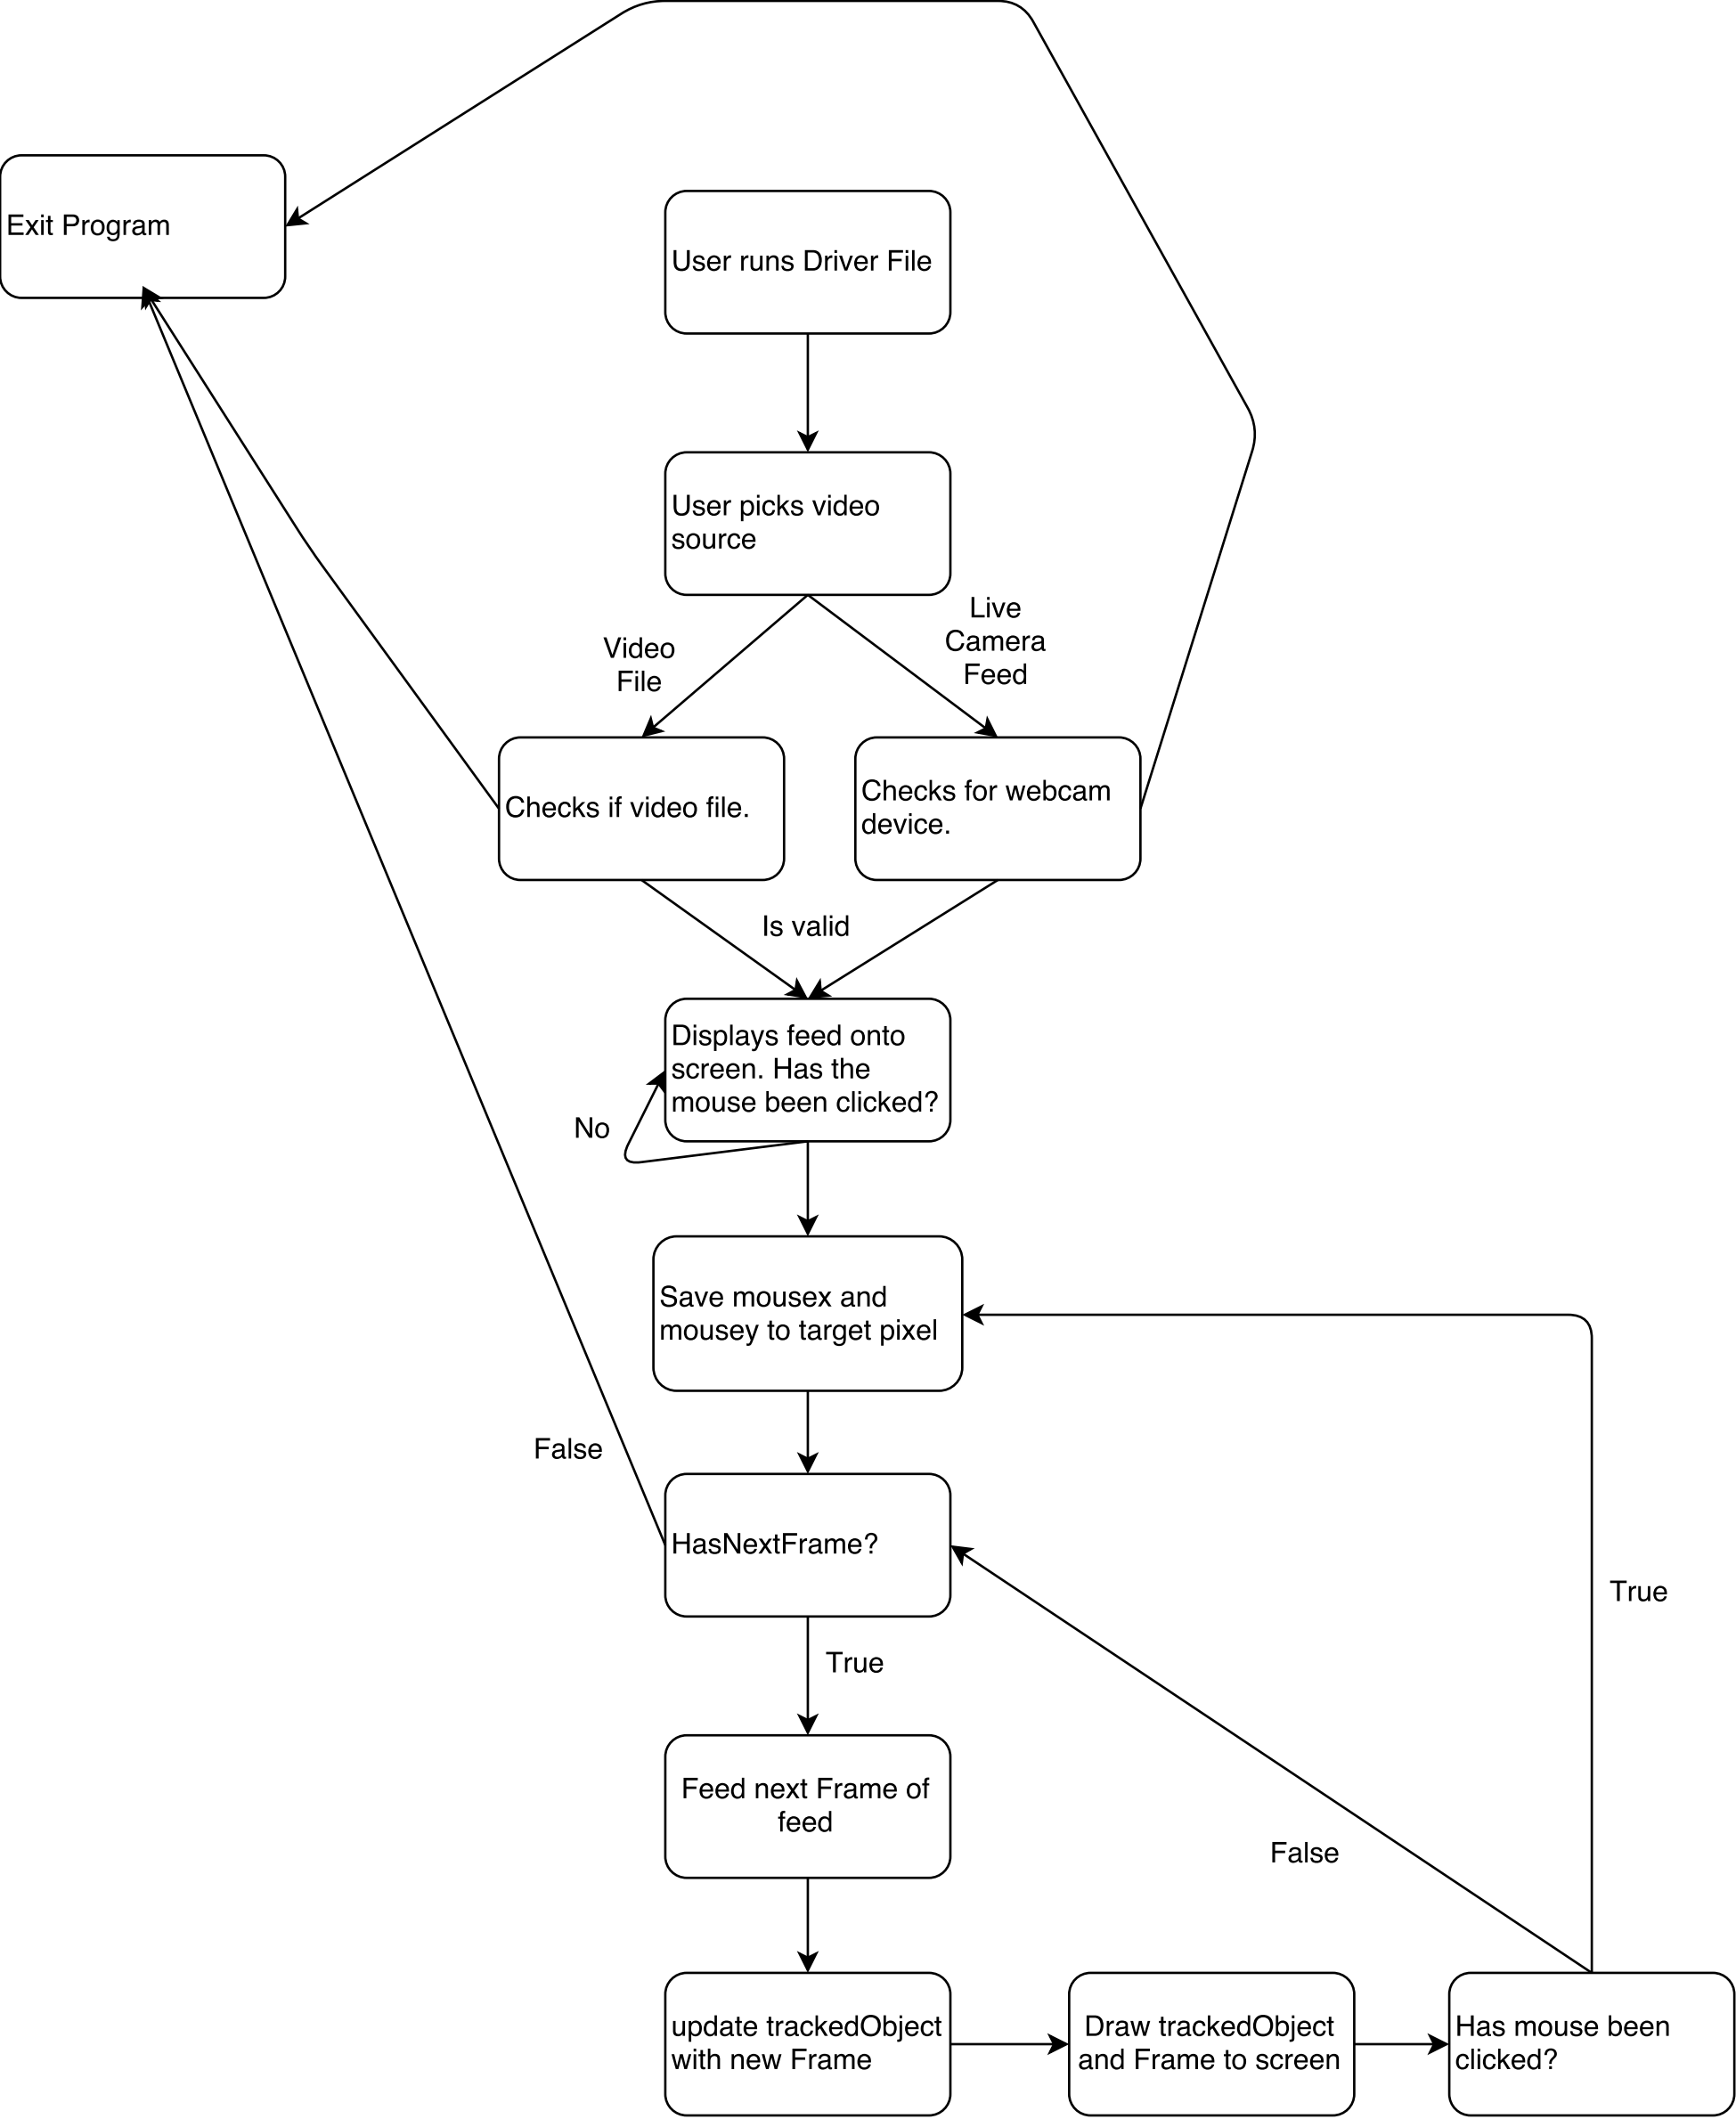 Exit Program
User runs Driver File
User picks video
source
Video
File
Live
Camera
Feed
Checks if video file.
Checks for webcam
device.
Is valid
Displays feed onto
screen. Has the
mouse been clicked?
No
Save mousex and
mousey to target pixel
False
HasNextFrame?
True
True
Feed next Frame of
feed
False
update trackedObject
with new Frame
Draw trackedObject
and Frame to screen
Has mouse been
clicked?